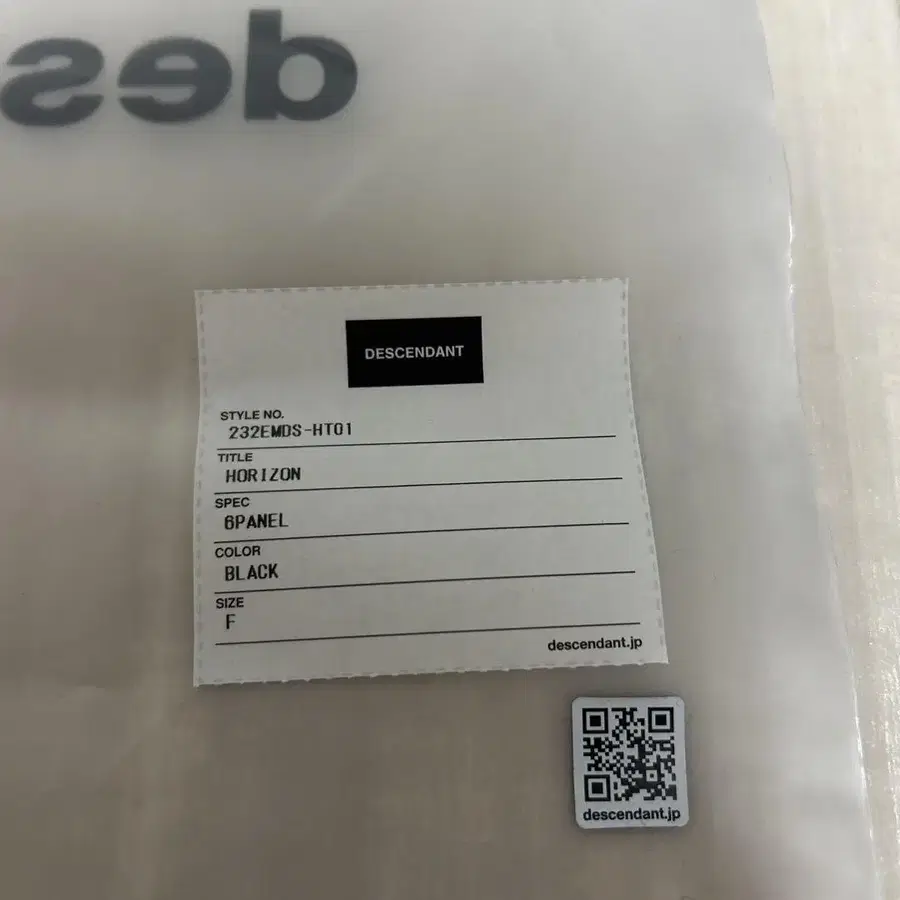 des
DESCENDANT
STYLE NO.
232EMDS-HT01
TITLE
HORIZON
SPEC
6PANEL
COLOR
BLACK
SIZE
F
descendant.jp
descendant.jp